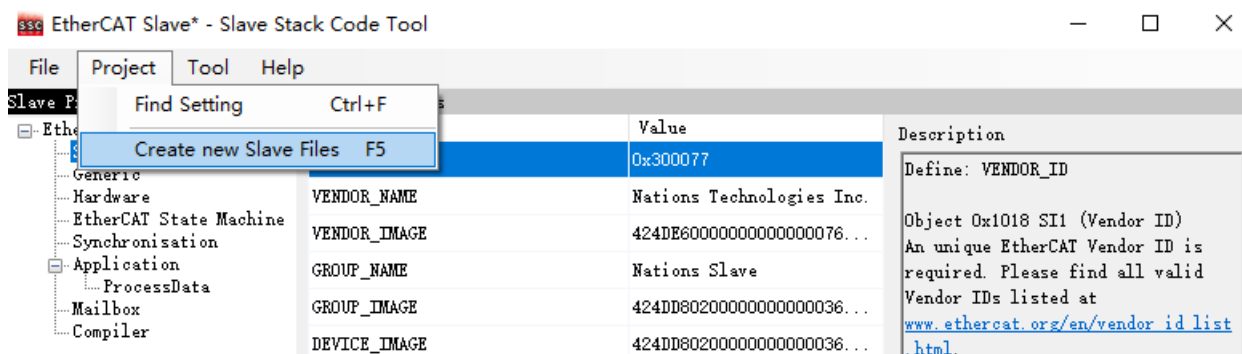 ssc EtherCAT Slave* - Slave Stack Code Tool
File Project Tool Help
Find Setting Ctrl+F
Create new Slave Files F5
Slave P
Ethe
S
Generic
Hardware
EtherCAT State Machine
Synchronisation
Application
ProcessData
Mailbox
Compiler
s
Value
0x300077
VENDOR_NAME Nations Technologies Inc.
VENDOR_IMAGE 424DE60000000000000076...
GROUP_NAME Nations Slave
GROUP_IMAGE 424DD80200000000000036...
DEVICE_IMAGE 424DD80200000000000036...
Description
Define: VENDOR_ID
Object 0x1018 SI1 (Vendor ID)
An unique EtherCAT Vendor ID is
required. Please find all valid
Vendor IDs listed at
www.ethercat.org/en/vendor_id_list
.html.